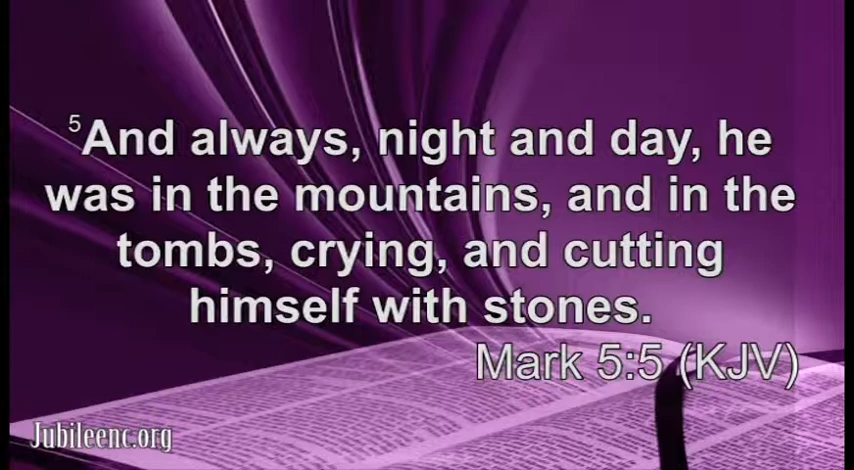 5And always, night and day, he
was in the mountains, and in the
tombs, crying, and cutting
himself with stones.
Mark 5:5 (KJV)
Jubileenc.org